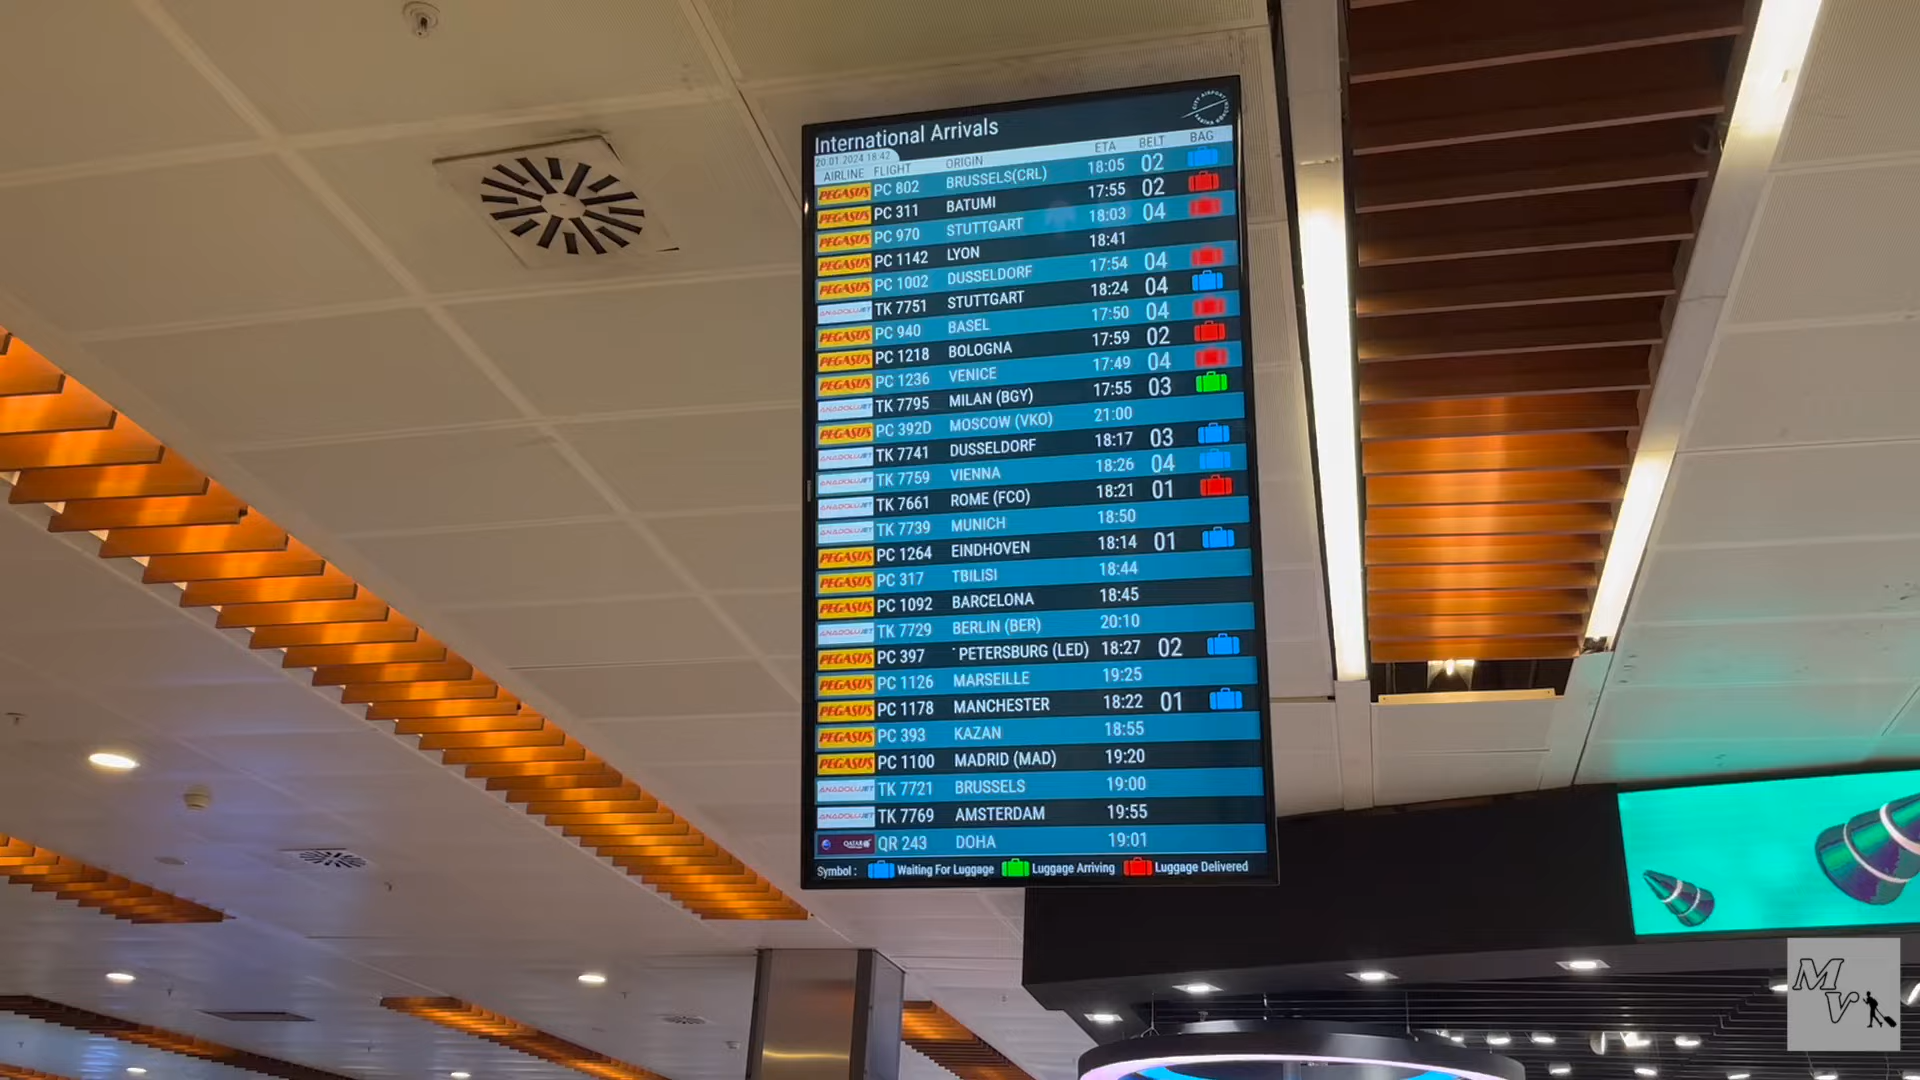 International Arrivals
20.01.2024 18:42
AIRLINE FLIGHT ORIGIN ETA BELT BAG
PEGASUS PC 802 BRUSSELS(CRL) 18:05 02
PEGASUS PC 311 BATUMI 17:55 02
PEGASUS PC 970 STUTTGART 18:03 04
PEGASUS PC 1142 LYON 18:41
PEGASUS PC 1002 DUSSELDORF 17:54 04
ANADOLUJET TK 7751 STUTTGART 18:24 04
PEGASUS PC 940 BASEL 17:50 04
PEGASUS PC 1218 BOLOGNA 17:59 02
PEGASUS PC 1236 VENICE 17:49 04
ANADOLUJET TK 7795 MILAN (BGY) 17:55 03
PEGASUS PC 392D MOSCOW (VKO) 21:00
ANADOLUJET TK 7741 DUSSELDORF 18:17 03
ANADOLUJET TK 7759 VIENNA 18:26 04
ANADOLUJET TK 7661 ROME (FCO) 18:21 01
ANADOLUJET TK 7739 MUNICH 18:50
PEGASUS PC 1264 EINDHOVEN 18:14 01
PEGASUS PC 317 TBILISI 18:44
PEGASUS PC 1092 BARCELONA 18:45
ANADOLUJET TK 7729 BERLIN (BER) 20:10
PEGASUS PC 397 PETERSBURG (LED) 18:27 02
PEGASUS PC 1126 MARSEILLE 19:25
PEGASUS PC 1178 MANCHESTER 18:22 01
PEGASUS PC 393 KAZAN 18:55
PEGASUS PC 1100 MADRID (MAD) 19:20
ANADOLUJET TK 7721 BRUSSELS 19:00
ANADOLUJET TK 7769 AMSTERDAM 19:55
QATAR QR 243 DOHA 19:01
Symbol : Waiting For Luggage Luggage Arriving Luggage Delivered
MV